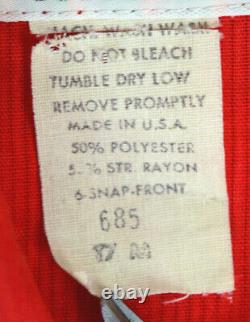 MACH. WASH WARM
DO NOT BLEACH
TUMBLE DRY LOW
REMOVE PROMPTLY
MADE IN U.S.A.
50% POLYESTER
% STR. RAYON
6-SNAP-FRONT
685
M